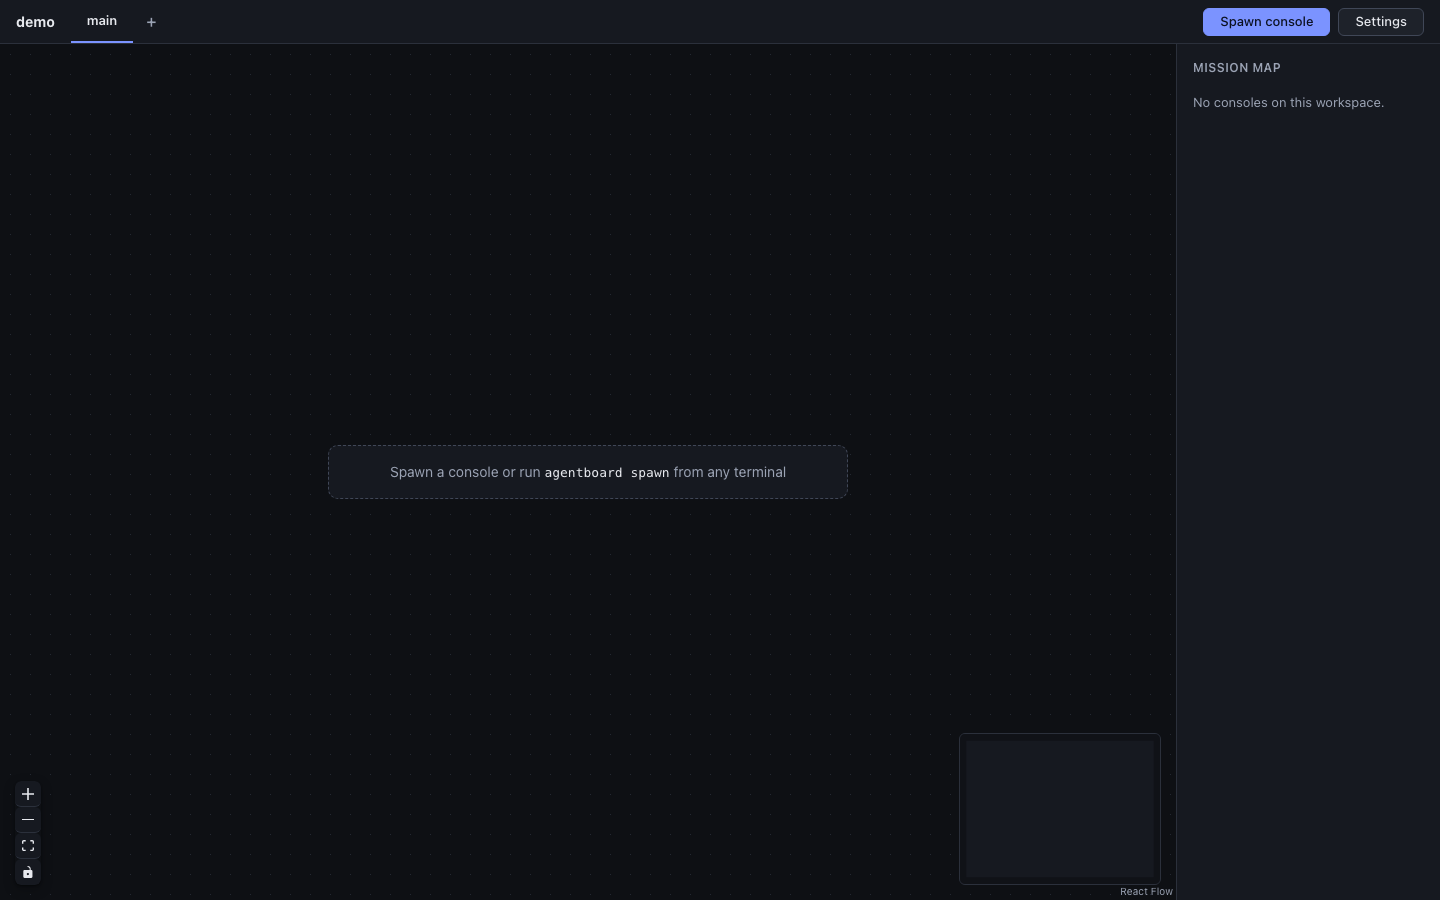 demo
main
+
Spawn console
Settings
MISSION MAP
No consoles on this workspace.
Spawn a console or run agentboard spawn from any terminal
React Flow